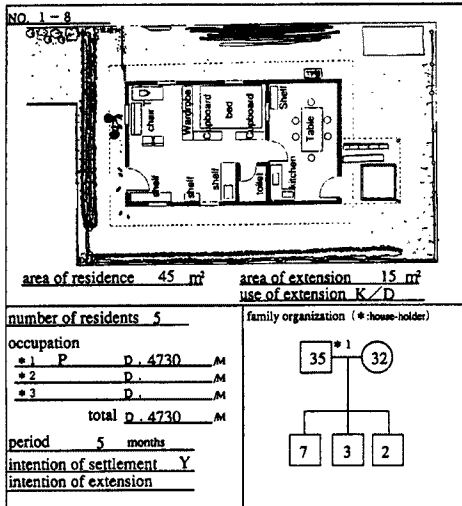 NO. 1-8
chair
Wardrobe
Cupboard
bed
Cupboard
Shelf
Table
shelf
shelf
shelf
toilet
kitchen
area of residence 45 m²
area of extension 15 m²
use of extension K/D
number of residents 5
occupation
*1 P D. 4730 /M
*2 D. /M
*3 D. /M
total D. 4730 /M
period 5 months
intention of settlement Y
intention of extension
family organization (*:house-holder)
*1
35 32
7 3 2